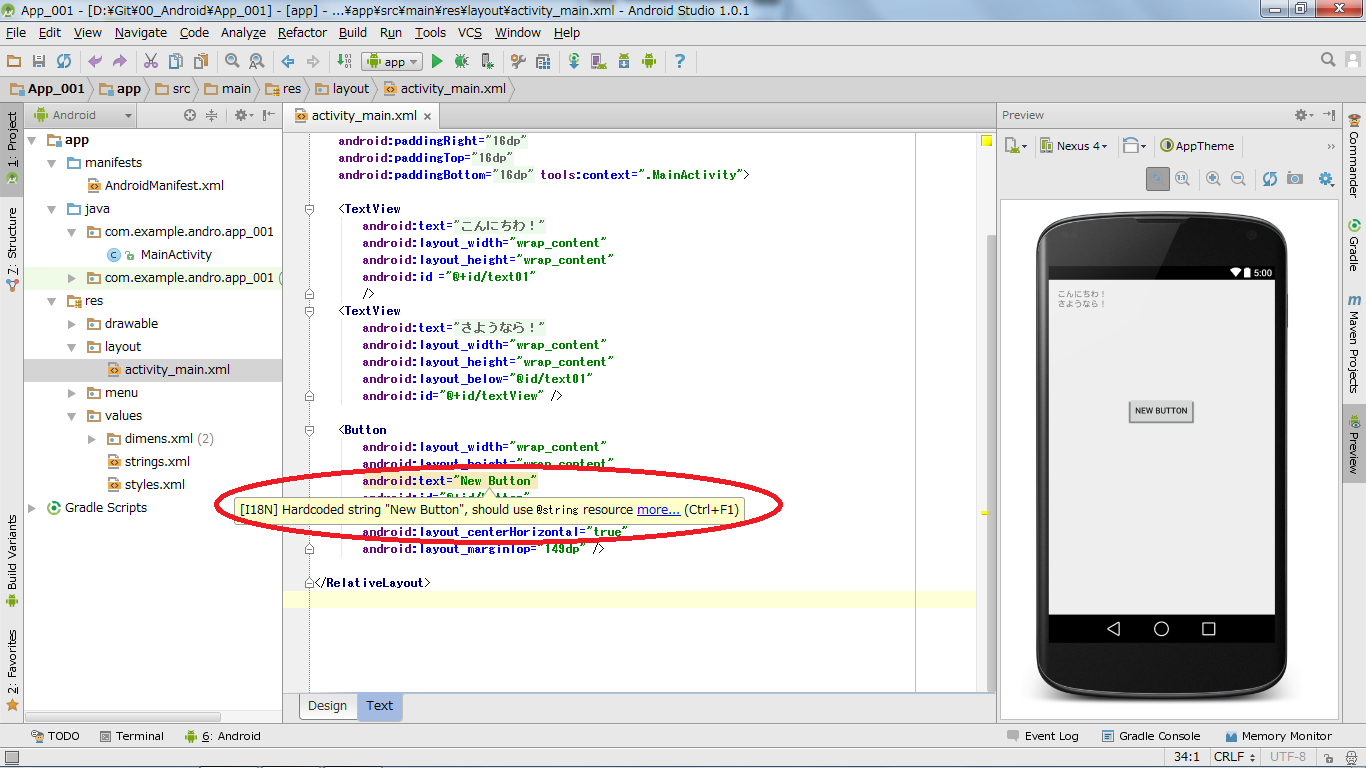 App_001 - [D:¥Git¥00_Android¥App_001] - [app] - ...¥app¥src¥main¥res¥layout¥activity_main.xml - Android Studio 1.0.1
File Edit View Navigate Code Analyze Refactor Build Run Tools VCS Window Help
app
App_001 app src main res layout activity_main.xml
1: Project
7: Structure
Build Variants
2: Favorites
Android
app
manifests
AndroidManifest.xml
java
com.example.andro.app_001
MainActivity
com.example.andro.app_001 (
res
drawable
layout
activity_main.xml
menu
values
dimens.xml (2)
strings.xml
styles.xml
Gradle Scripts
activity_main.xml
android:paddingRight="16dp"
android:paddingTop="16dp"
android:paddingBottom="16dp" tools:context=".MainActivity">
<TextView
android:text="こんにちわ！"
android:layout_width="wrap_content"
android:layout_height="wrap_content"
android:id ="@+id/text01"
/>
<TextView
android:text="さようなら！"
android:layout_width="wrap_content"
android:layout_height="wrap_content"
android:layout_below="@id/text01"
android:id="@+id/textView" />
<Button
android:layout_width="wrap_content"
android:layout_height="wrap_content"
android:text="New Button"
[I18N] Hardcoded string "New Button", should use @string resource more... (Ctrl+F1)
android:layout_centerHorizontal="true"
android:layout_marginTop="149dp" />
</RelativeLayout>
Design Text
Preview
Nexus 4 AppTheme
5:00
こんにちわ！
さようなら！
NEW BUTTON
Commander
Gradle
m Maven Projects
Preview
TODO Terminal 6: Android Event Log Gradle Console Memory Monitor
34:1 CRLF UTF-8